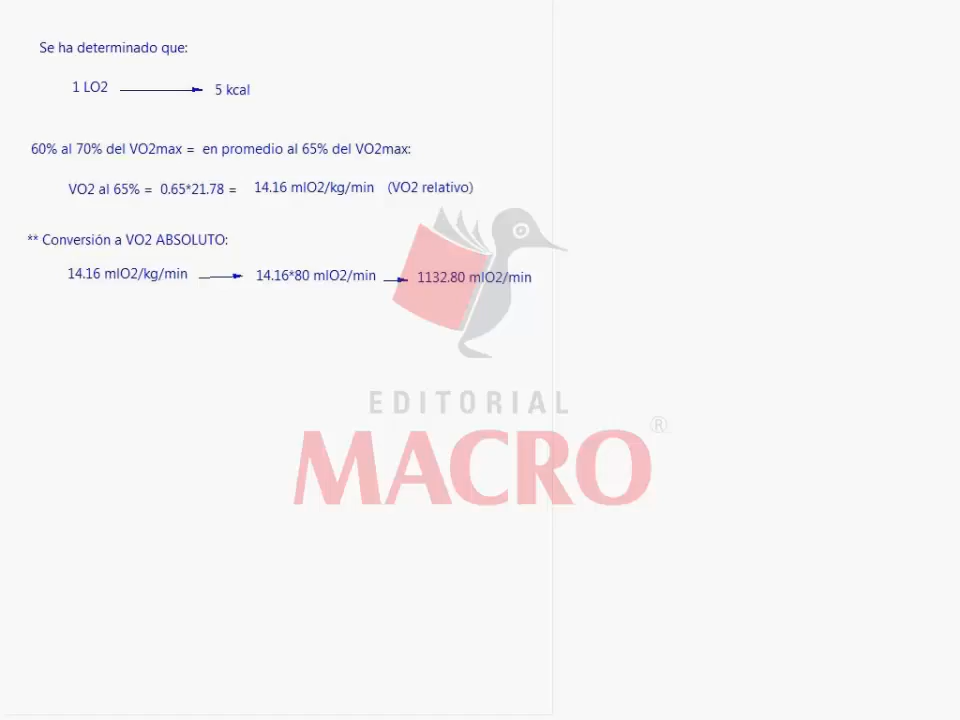 Se ha determinado que:
1 LO2 5 kcal
60% al 70% del VO2max = en promedio al 65% del VO2max:
VO2 al 65% = 0.65*21.78 = 14.16 mlO2/kg/min (VO2 relativo)
** Conversión a VO2 ABSOLUTO:
14.16 mlO2/kg/min 14.16*80 mlO2/min 1132.80 mlO2/min
EDITORIAL
MACRO®